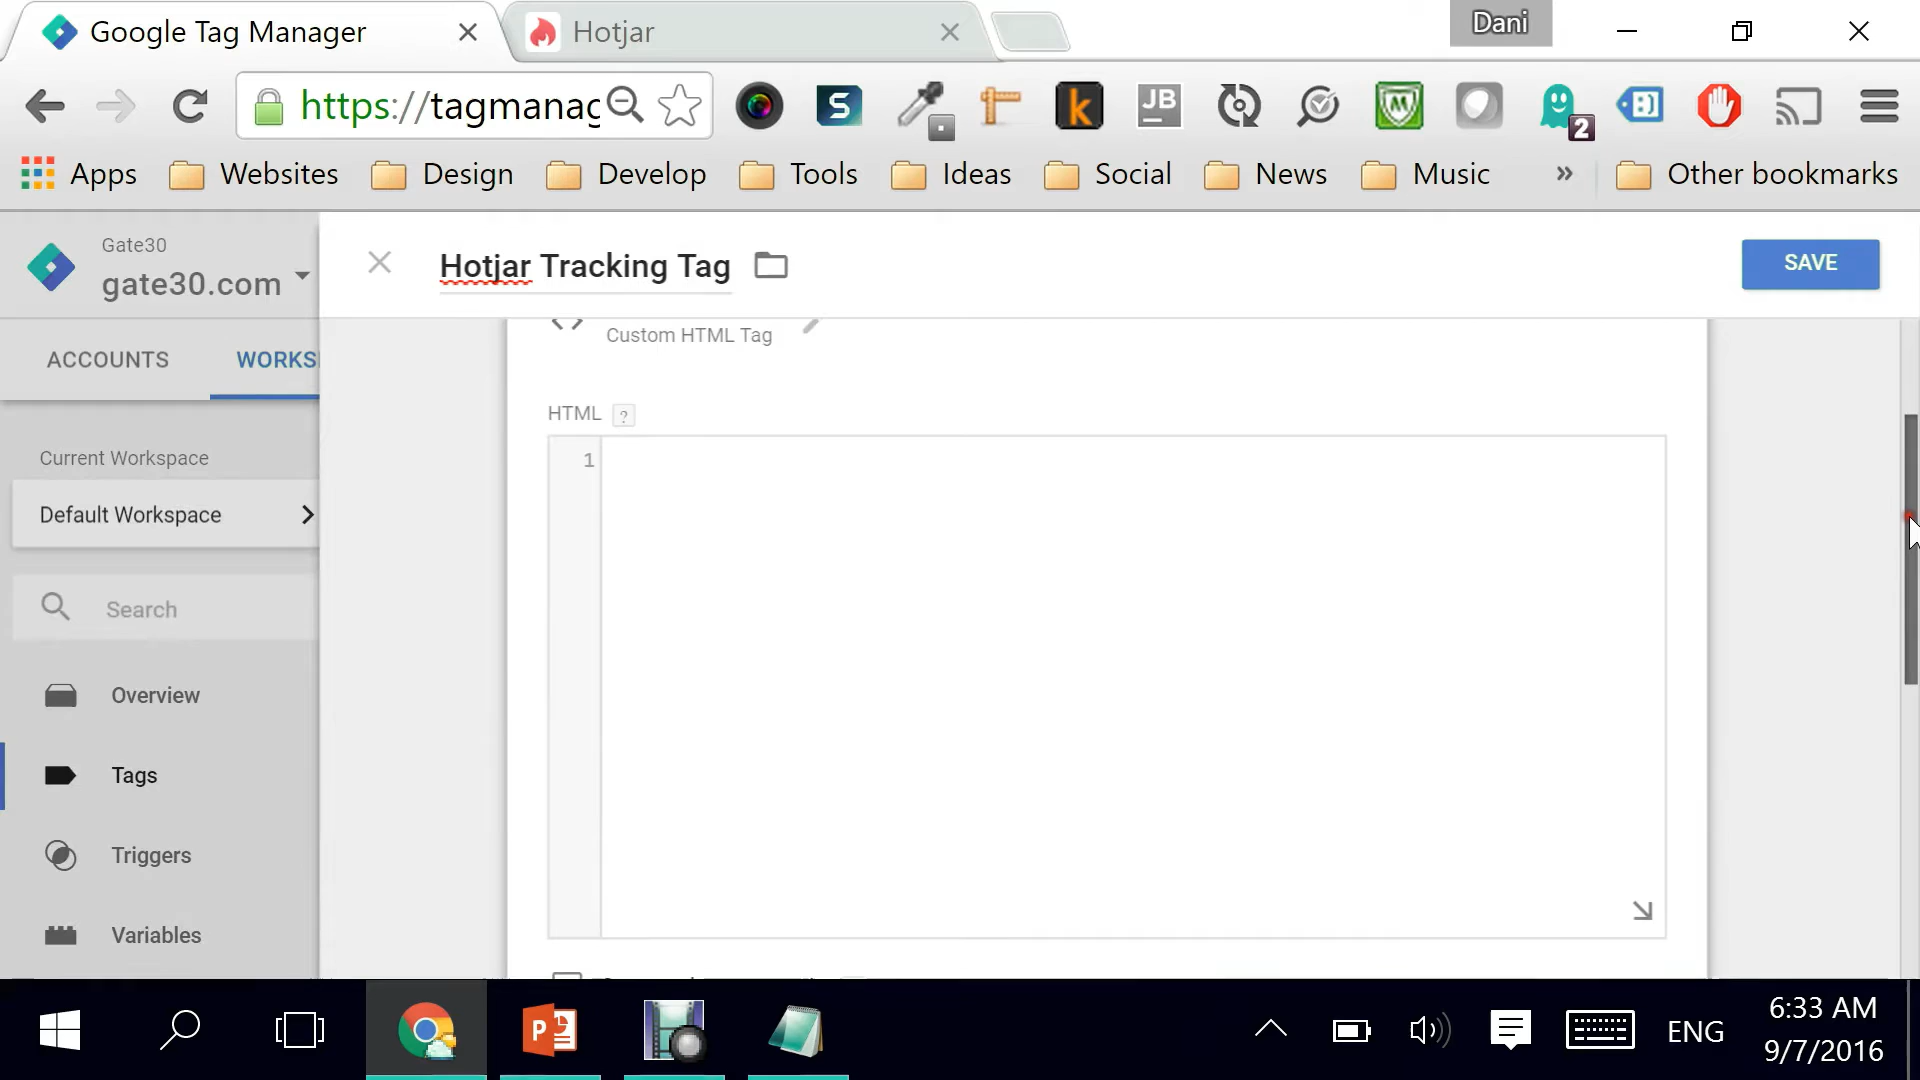 Google Tag Manager
Hotjar
Dani
https://tagmanag
S
k
JB
M
2
B)
Apps
Websites
Design
Develop
Tools
Ideas
Social
News
Music
»
Other bookmarks
Gate30
gate30.com
Hotjar Tracking Tag
SAVE
ACCOUNTS
WORKS
Custom HTML Tag
HTML ?
1
Current Workspace
Default Workspace
Search
Overview
Tags
Triggers
Variables
P
ENG
6:33 AM
9/7/2016